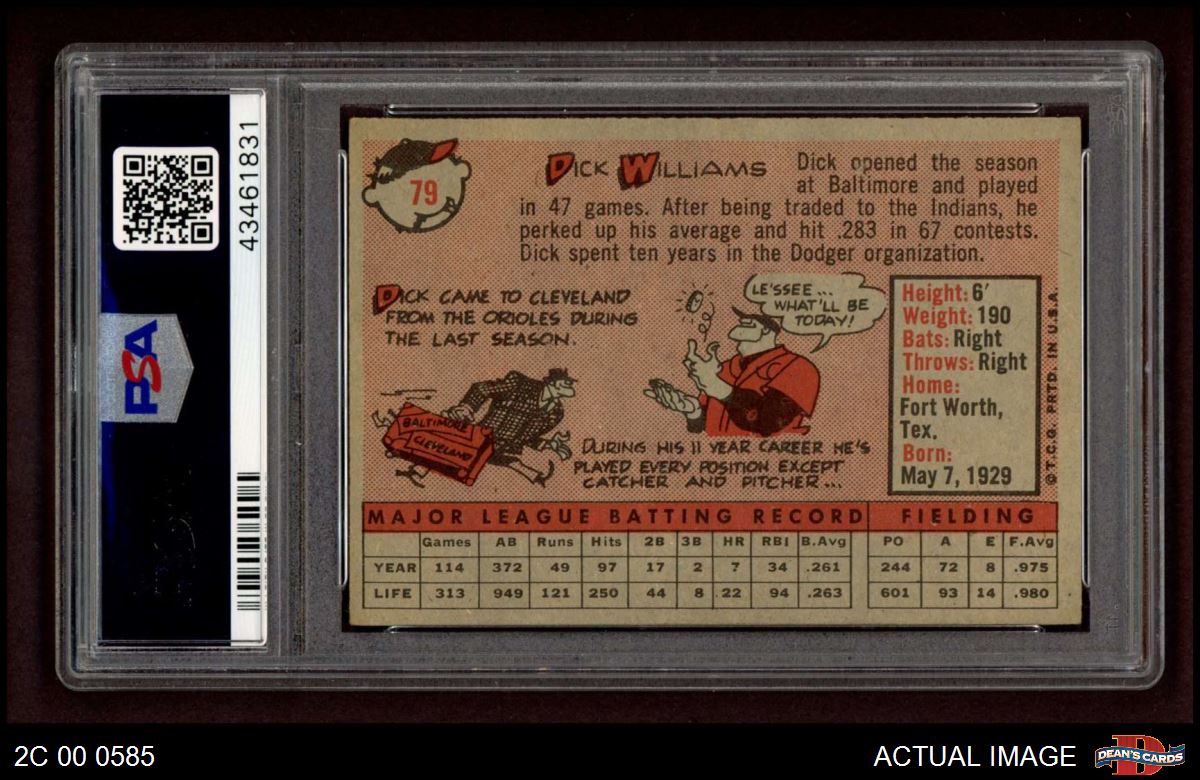 43461831
PSA
79
DICK WILLIAMS
Dick opened the season
at Baltimore and played
in 47 games. After being traded to the Indians, he
perked up his average and hit .283 in 67 contests.
Dick spent ten years in the Dodger organization.
DICK CAME TO CLEVELAND
FROM THE ORIOLES DURING
THE LAST SEASON.
BALTIMORE
CLEVELAND
LE'SSEE...
WHAT'LL BE
TODAY!
DURING HIS 11 YEAR CAREER HE'S
PLAYED EVERY POSITION EXCEPT
CATCHER AND PITCHER...
Height: 6'
Weight: 190
Bats: Right
Throws: Right
Home:
Fort Worth,
Tex.
Born:
May 7, 1929
© T.C.G. PRTD. IN U.S.A.
MAJOR LEAGUE BATTING RECORD FIELDING
Games AB Runs Hits 2B 3B HR RBI B.Avg PO A E F.Avg
YEAR 114 372 49 97 17 2 7 34 .261 244 72 8 .975
LIFE 313 949 121 250 44 8 22 94 .263 601 93 14 .980
2C 00 0585
ACTUAL IMAGE
DEAN'S CARDS